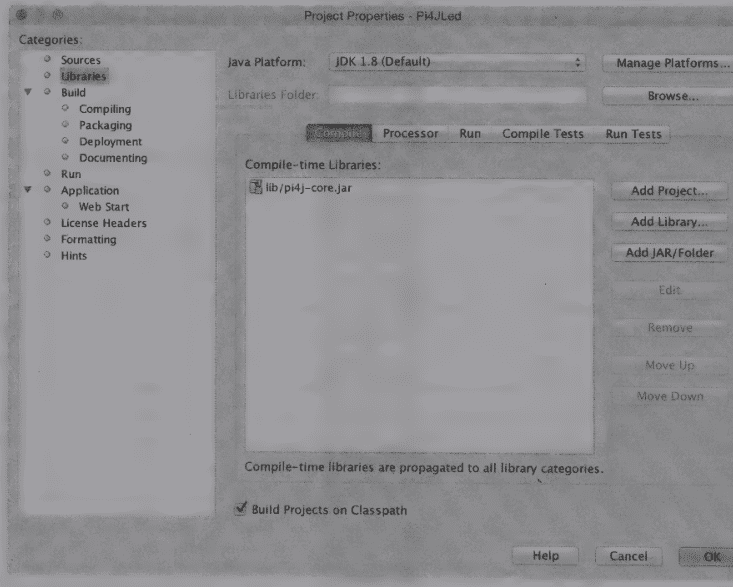 Project Properties - Pi4JLed
Categories:
Sources
Libraries
Build
Compiling
Packaging
Deployment
Documenting
Run
Application
Web Start
License Headers
Formatting
Hints
Java Platform: JDK 1.8 (Default) Manage Platforms...
Libraries Folder: Browse...
Compile Processor Run Compile Tests Run Tests
Compile-time Libraries:
lib/pi4j-core.jar
Add Project...
Add Library...
Add JAR/Folder
Edit
Remove
Move Up
Move Down
Compile-time libraries are propagated to all library categories.
Build Projects on Classpath
Help Cancel OK